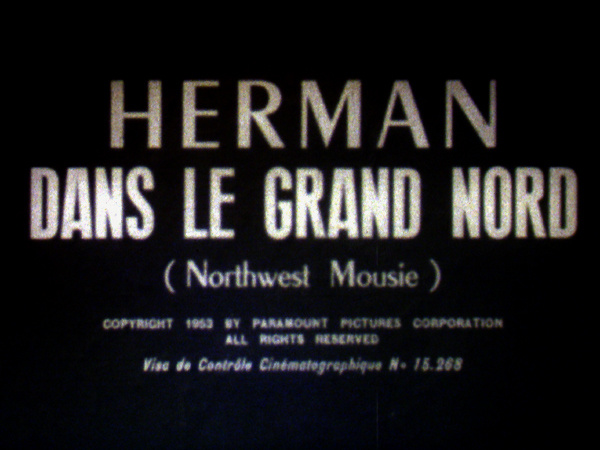 HERMAN
DANS LE GRAND NORD
( Northwest Mousie )
COPYRIGHT 1953 BY PARAMOUNT PICTURES CORPORATION
ALL RIGHTS RESERVED
Visa de Contrôle Cinématographique No 15.268